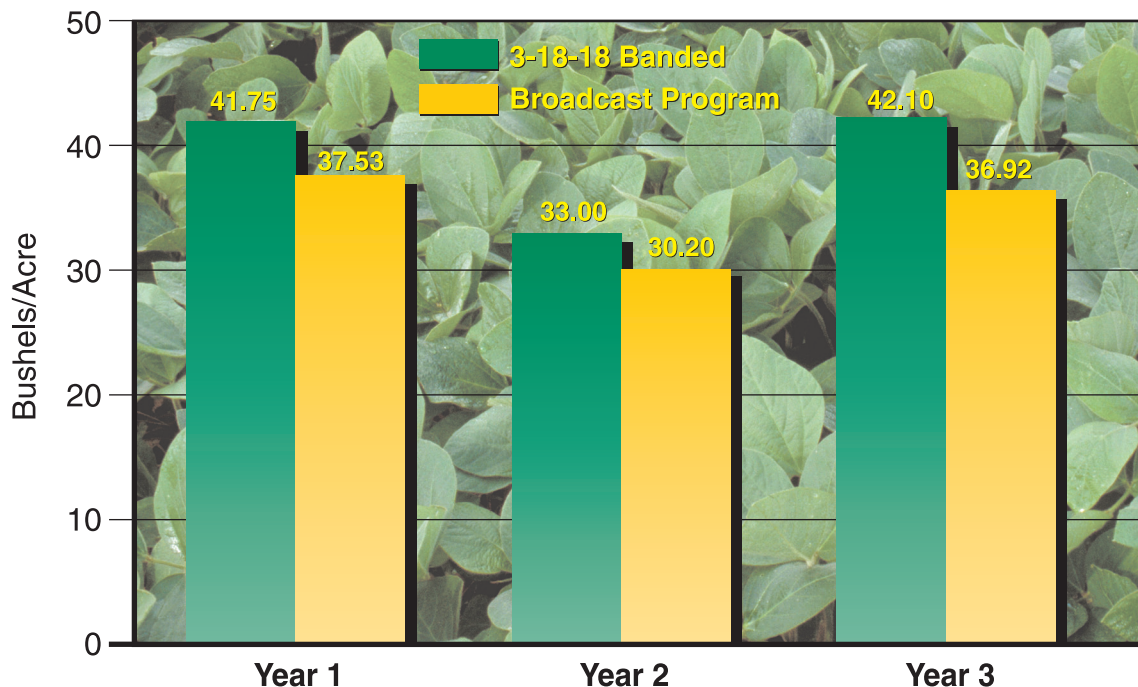 50
40
30
20
10
0
Bushels/Acre
3-18-18 Banded
Broadcast Program
41.75
37.53
33.00
30.20
42.10
36.92
Year 1
Year 2
Year 3